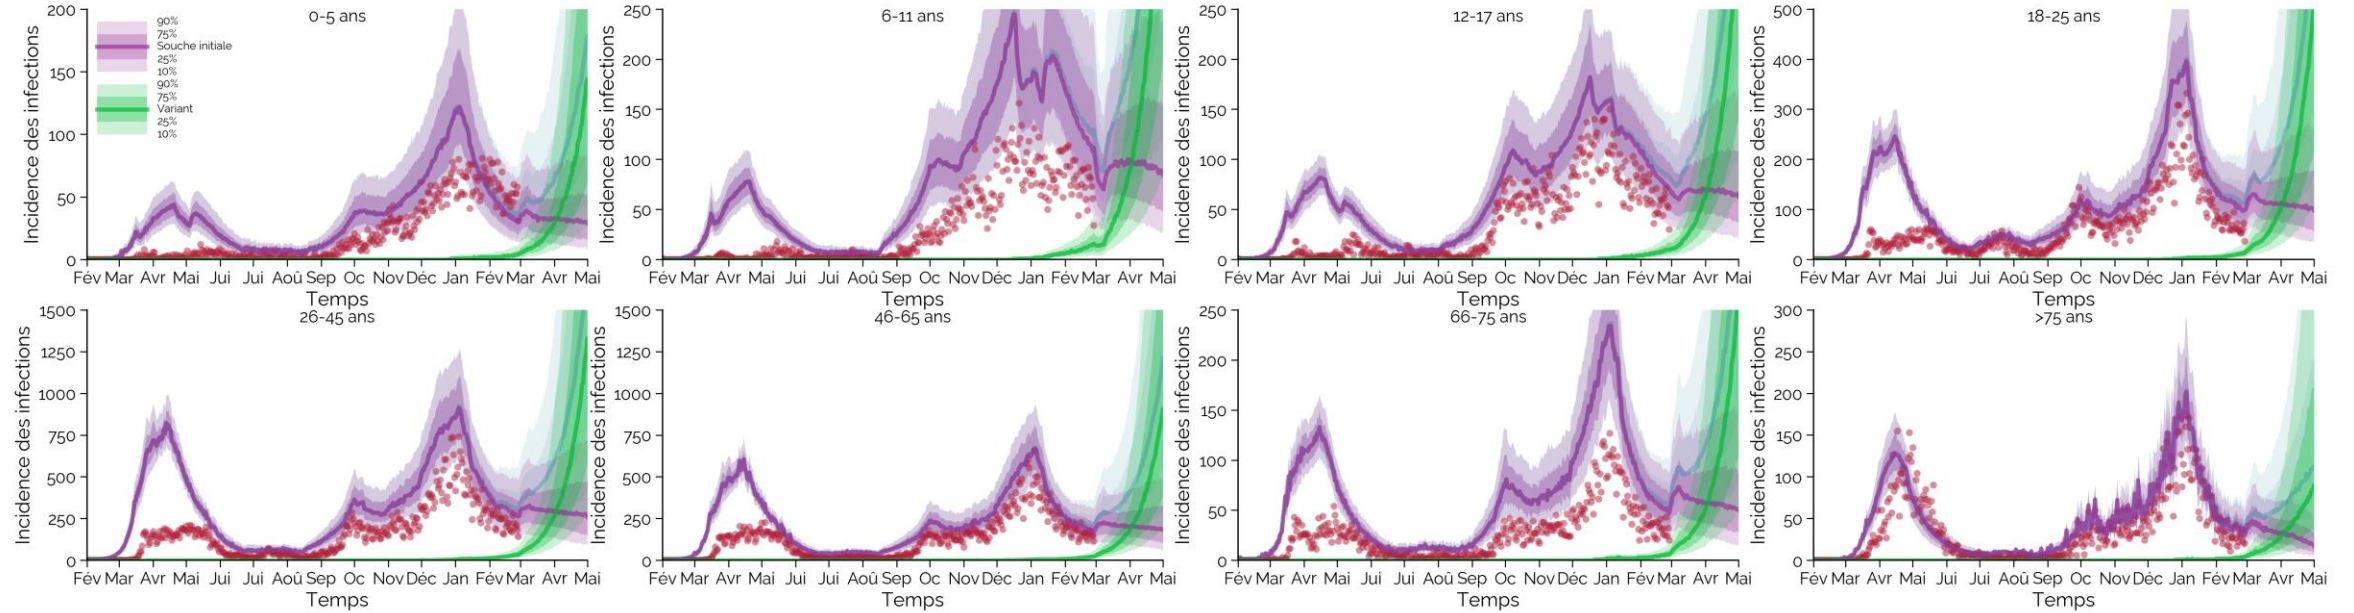 0-5 ans
Incidence des infections
200
150
100
50
0
90%
75%
Souche initiale
25%
10%
90%
75%
Variant
25%
10%
Fév Mar Avr Mai Jui Jui Aoû Sep Oc Nov Déc Jan Fév Mar Avr Mai
Temps
6-11 ans
Incidence des infections
250
200
150
100
50
0
Fév Mar Avr Mai Jui Jui Aoû Sep Oc Nov Déc Jan Fév Mar Avr Mai
Temps
12-17 ans
Incidence des infections
250
200
150
100
50
0
Fév Mar Avr Mai Jui Jui Aoû Sep Oc Nov Déc Jan Fév Mar Avr Mai
Temps
18-25 ans
Incidence des infections
500
400
300
200
100
0
Fév Mar Avr Mai Jui Jui Aoû Sep Oc Nov Déc Jan Fév Mar Avr Mai
Temps
26-45 ans
Incidence des infections
1500
1250
1000
750
500
250
0
Fév Mar Avr Mai Jui Jui Aoû Sep Oc Nov Déc Jan Fév Mar Avr Mai
Temps
46-65 ans
Incidence des infections
1500
1250
1000
750
500
250
0
Fév Mar Avr Mai Jui Jui Aoû Sep Oc Nov Déc Jan Fév Mar Avr Mai
Temps
66-75 ans
Incidence des infections
250
200
150
100
50
0
Fév Mar Avr Mai Jui Jui Aoû Sep Oc Nov Déc Jan Fév Mar Avr Mai
Temps
>75 ans
Incidence des infections
300
250
200
150
100
50
0
Fév Mar Avr Mai Jui Jui Aoû Sep Oc Nov Déc Jan Fév Mar Avr Mai
Temps